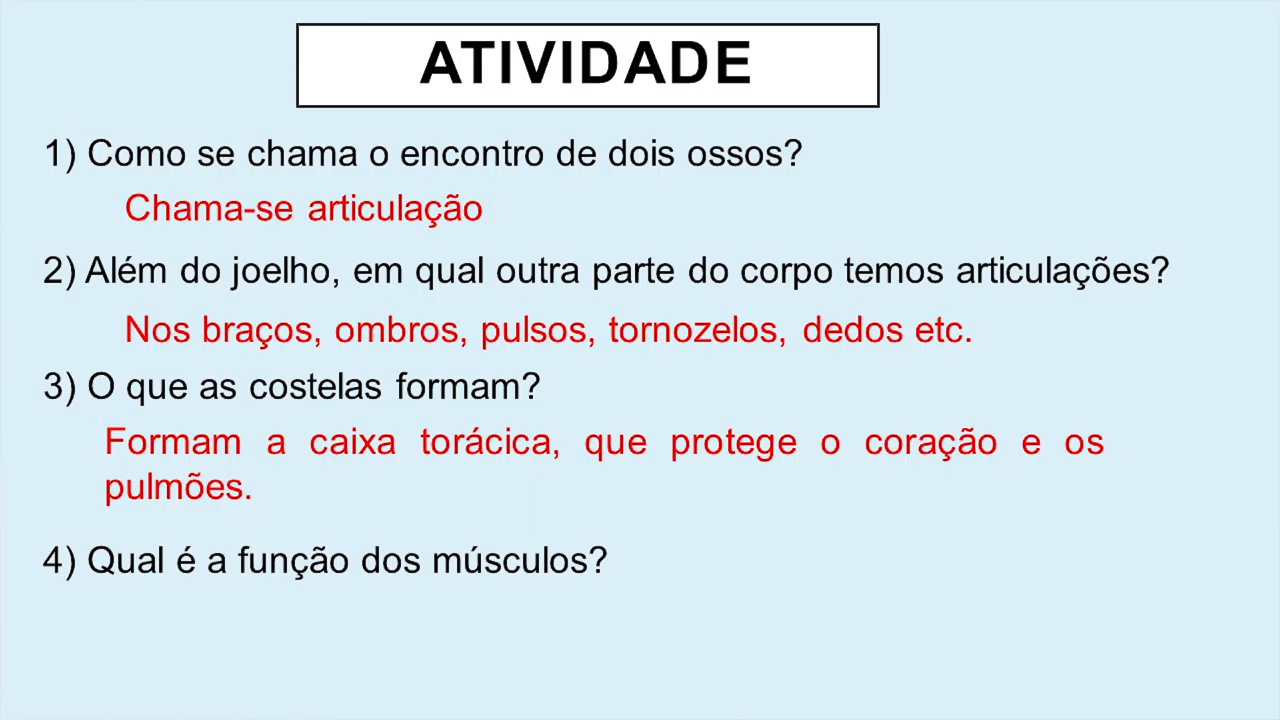 ATIVIDADE
1) Como se chama o encontro de dois ossos?
Chama-se articulação
2) Além do joelho, em qual outra parte do corpo temos articulações?
Nos braços, ombros, pulsos, tornozelos, dedos etc.
3) O que as costelas formam?
Formam a caixa torácica, que protege o coração e os
pulmões.
4) Qual é a função dos músculos?